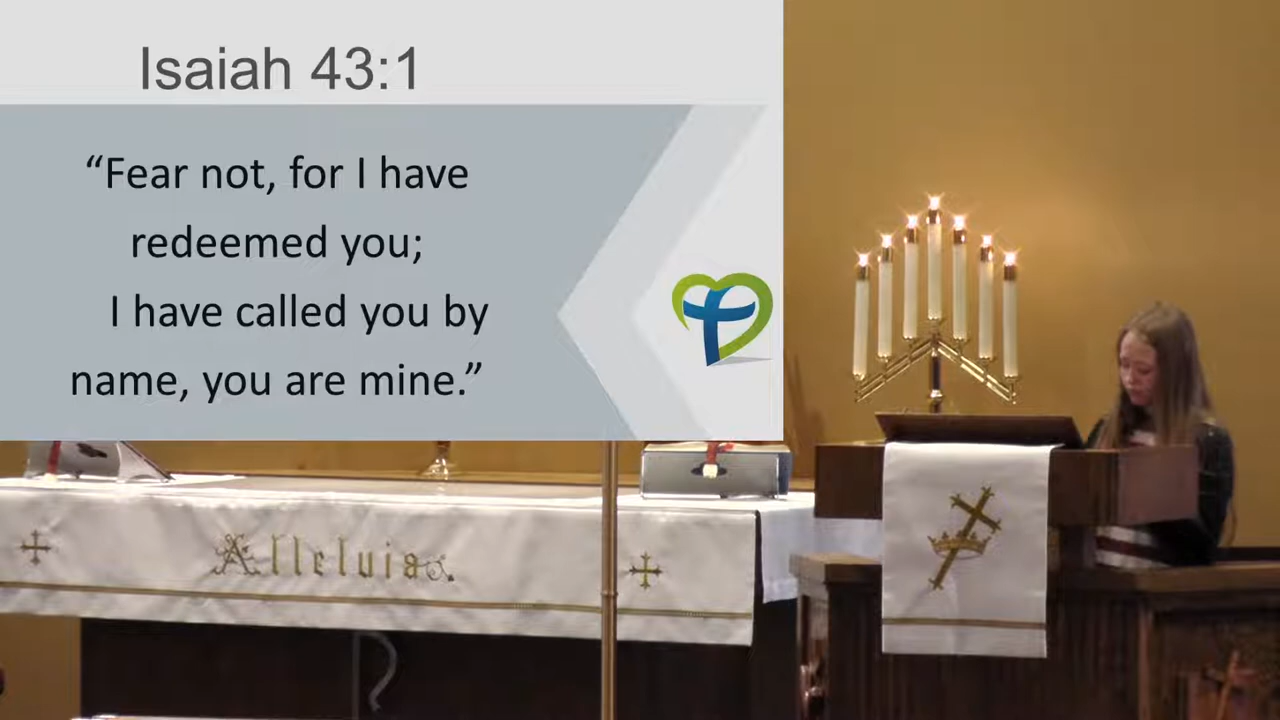 Isaiah 43:1
“Fear not, for I have
redeemed you;
I have called you by
name, you are mine.”
Alleluia